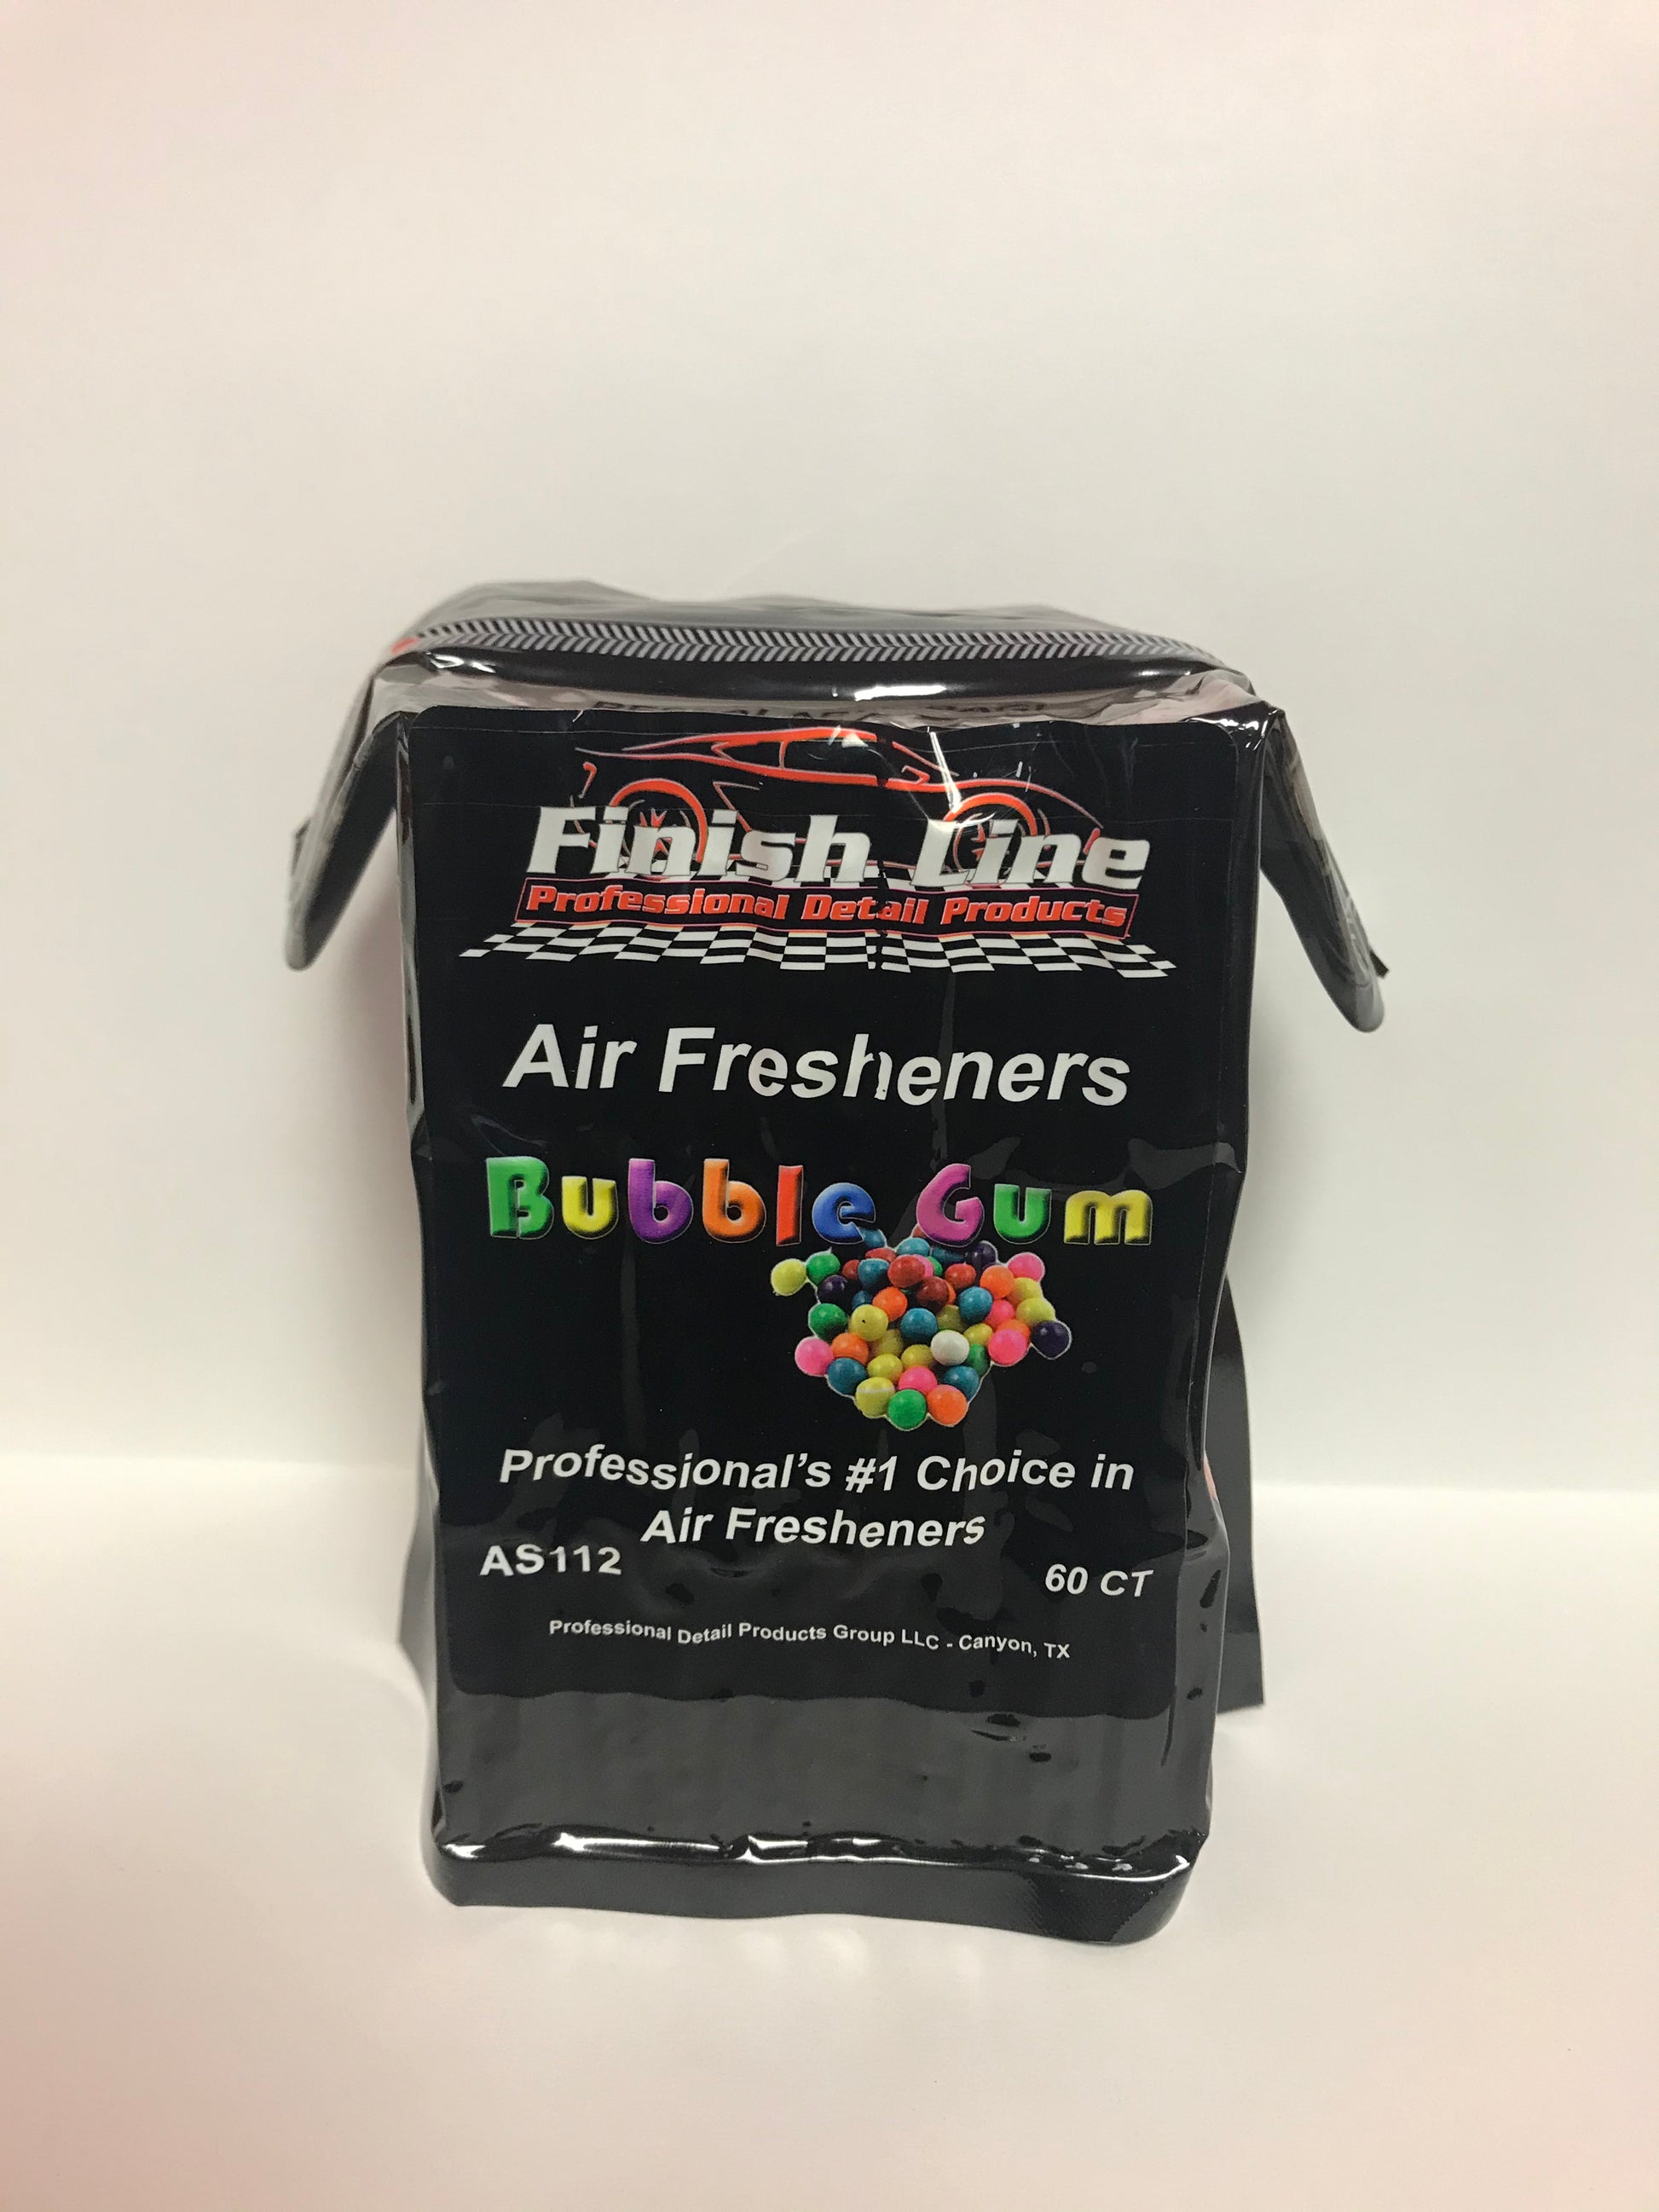 Finish Line
Professional Detail Products
Air Fresheners
Bubble Gum
Professional's #1 Choice in
Air Fresheners
AS112
60 CT
Professional Detail Products Group LLC - Canyon, TX